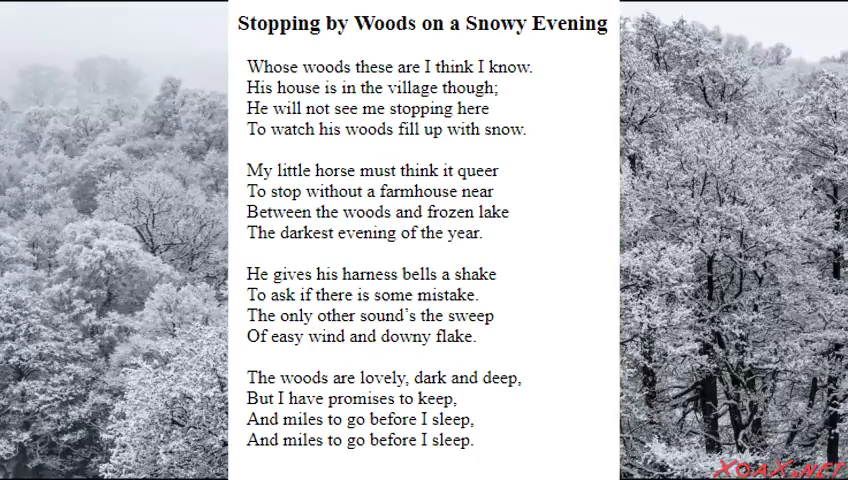 Stopping by Woods on a Snowy Evening
Whose woods these are I think I know.
His house is in the village though;
He will not see me stopping here
To watch his woods fill up with snow.
My little horse must think it queer
To stop without a farmhouse near
Between the woods and frozen lake
The darkest evening of the year.
He gives his harness bells a shake
To ask if there is some mistake.
The only other sound's the sweep
Of easy wind and downy flake.
The woods are lovely, dark and deep,
But I have promises to keep,
And miles to go before I sleep,
And miles to go before I sleep.
XOAX.NET